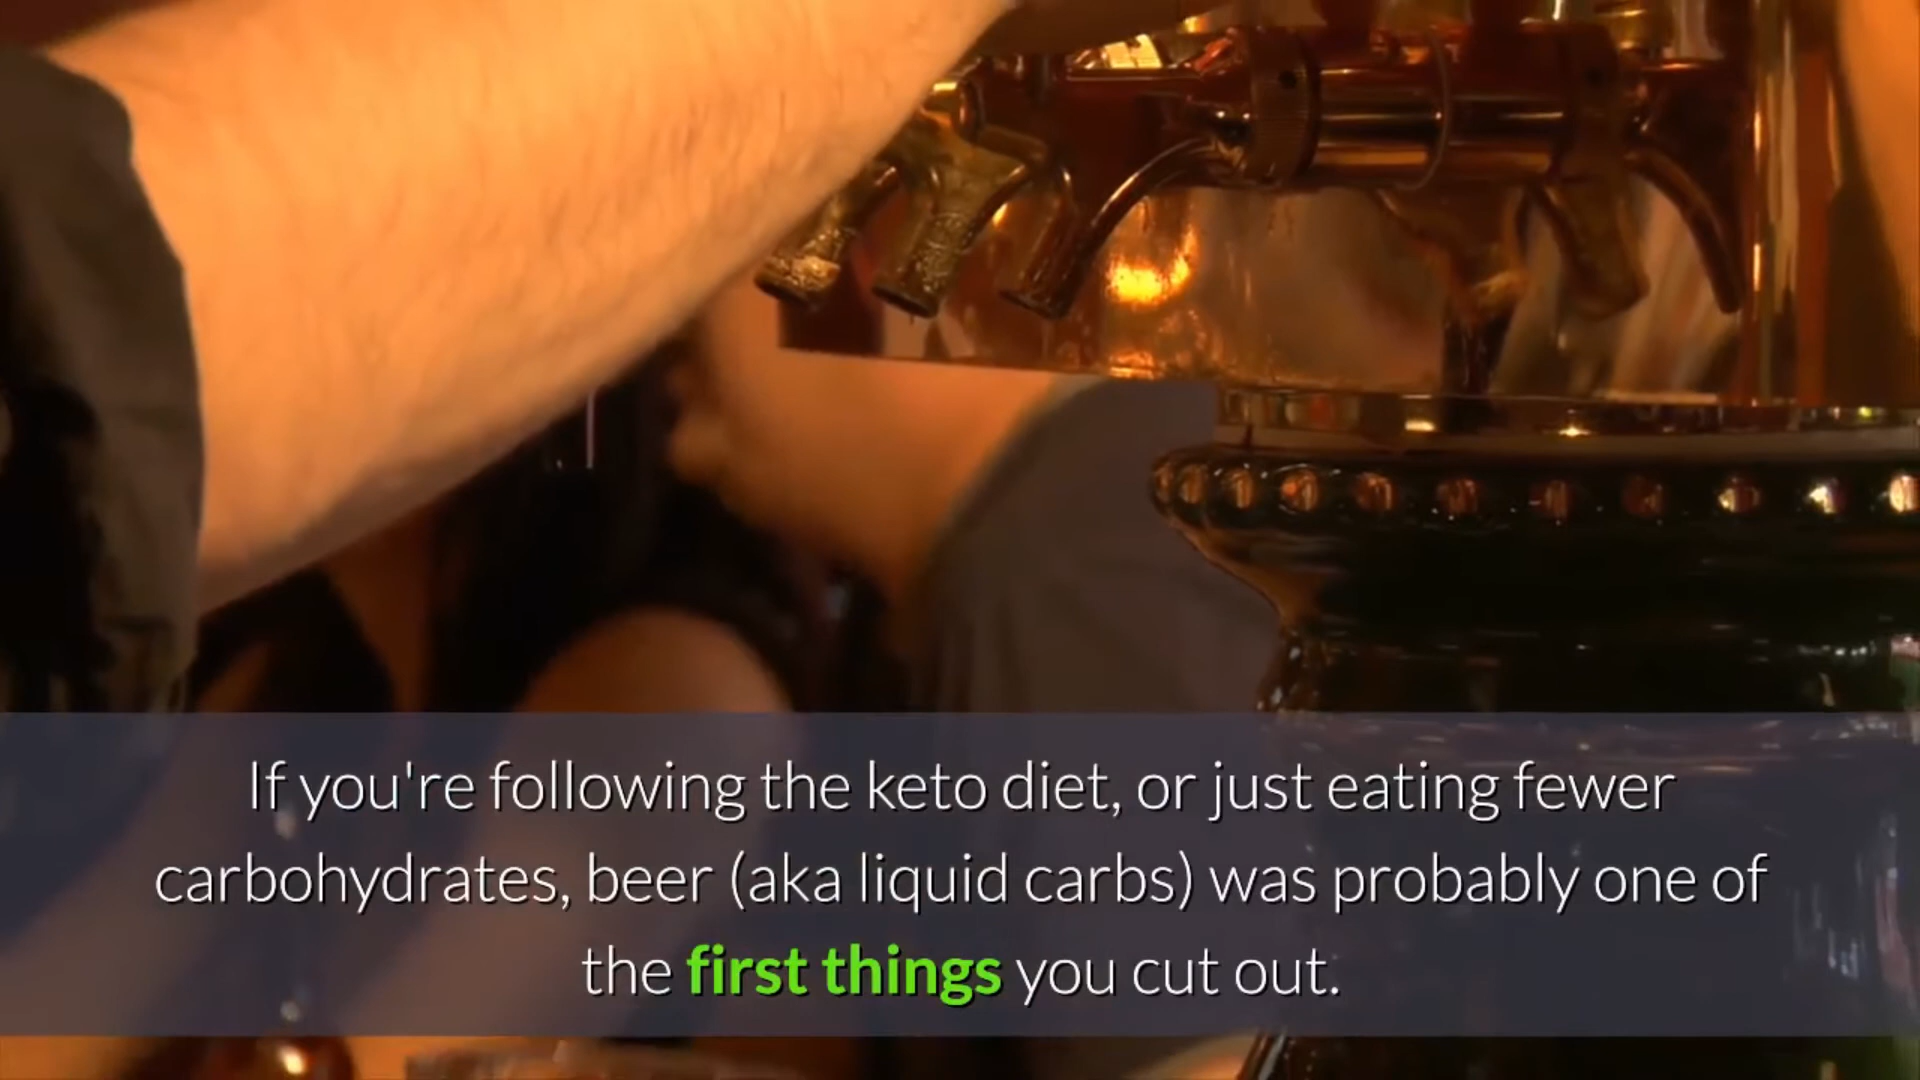 If you're following the keto diet, or just eating fewer
carbohydrates, beer (aka liquid carbs) was probably one of
the first things you cut out.